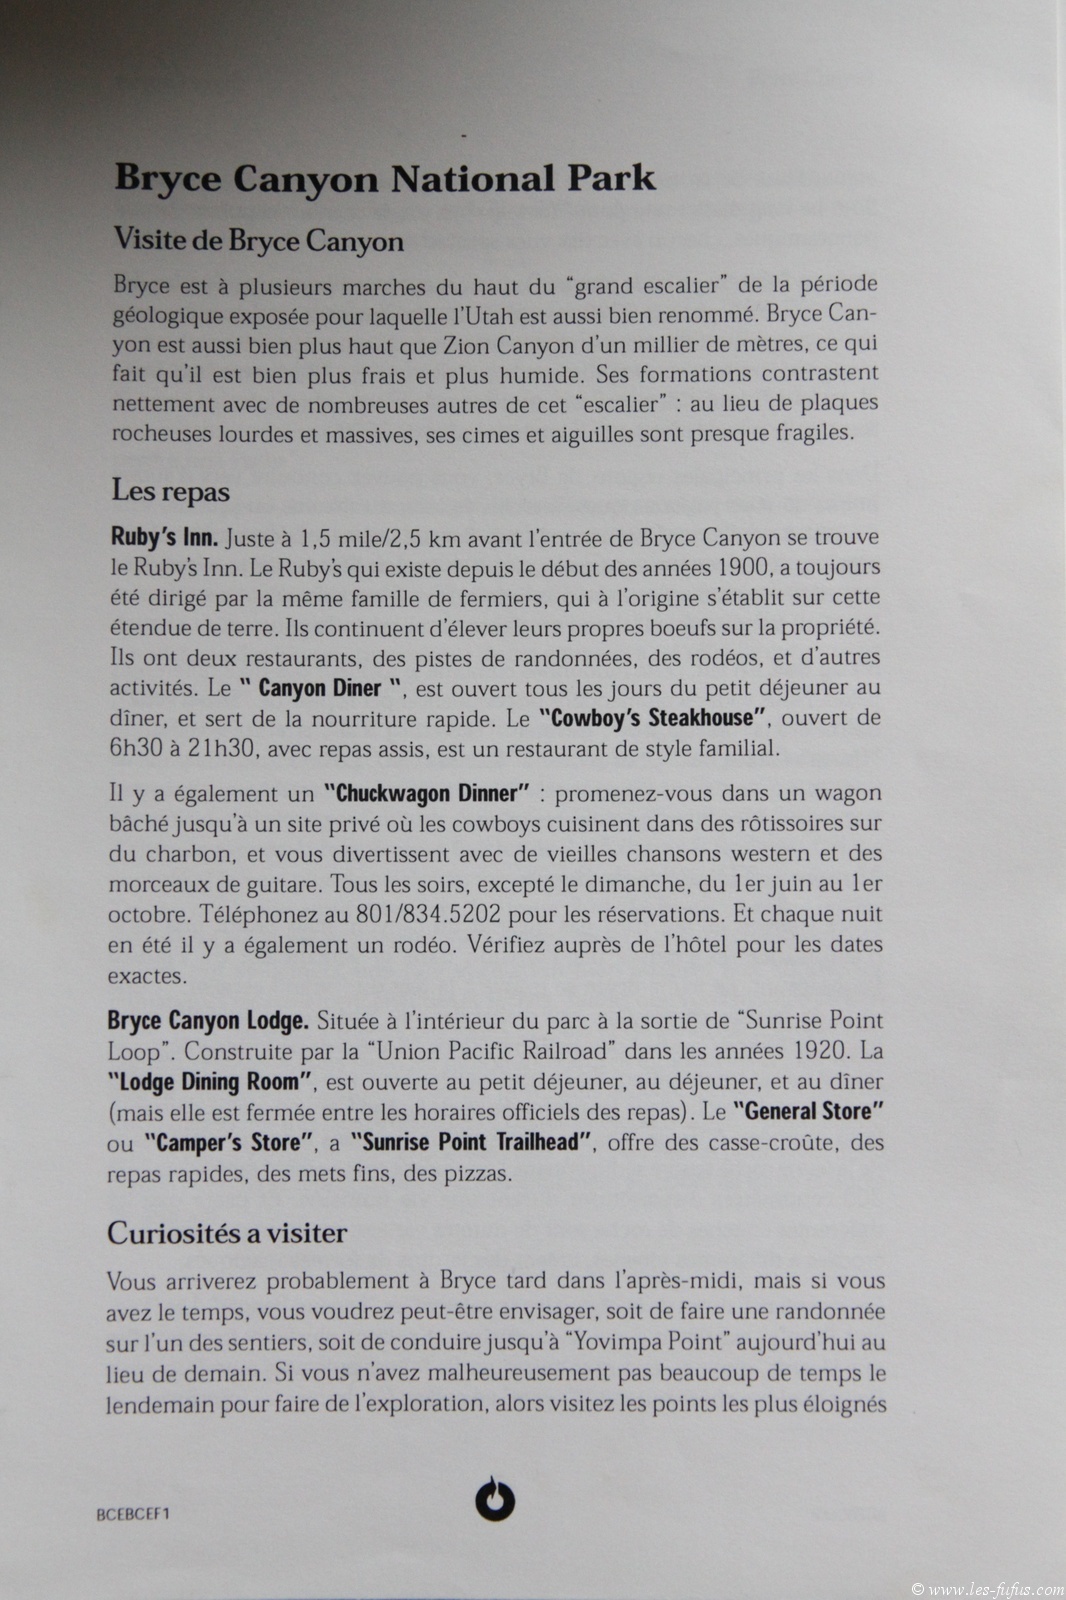 Bryce Canyon National Park
Visite de Bryce Canyon
Bryce est à plusieurs marches du haut du "grand escalier" de la période
géologique exposée pour laquelle l'Utah est aussi bien renommé. Bryce Can-
yon est aussi bien plus haut que Zion Canyon d'un millier de mètres, ce qui
fait qu'il est bien plus frais et plus humide. Ses formations contrastent
nettement avec de nombreuses autres de cet "escalier" : au lieu de plaques
rocheuses lourdes et massives, ses cimes et aiguilles sont presque fragiles.
Les repas
Ruby's Inn. Juste à 1,5 mile/2,5 km avant l'entrée de Bryce Canyon se trouve
le Ruby's Inn. Le Ruby's qui existe depuis le début des années 1900, a toujours
été dirigé par la même famille de fermiers, qui à l'origine s'établit sur cette
étendue de terre. Ils continuent d'élever leurs propres boeufs sur la propriété.
Ils ont deux restaurants, des pistes de randonnées, des rodéos, et d'autres
activités. Le " Canyon Diner ", est ouvert tous les jours du petit déjeuner au
dîner, et sert de la nourriture rapide. Le "Cowboy's Steakhouse", ouvert de
6h30 à 21h30, avec repas assis, est un restaurant de style familial.
Il y a également un "Chuckwagon Dinner" : promenez-vous dans un wagon
bâché jusqu'à un site privé où les cowboys cuisinent dans des rôtissoires sur
du charbon, et vous divertissent avec de vieilles chansons western et des
morceaux de guitare. Tous les soirs, excepté le dimanche, du 1er juin au 1er
octobre. Téléphonez au 801/834.5202 pour les réservations. Et chaque nuit
en été il y a également un rodéo. Vérifiez auprès de l'hôtel pour les dates
exactes.
Bryce Canyon Lodge. Située à l'intérieur du parc à la sortie de "Sunrise Point
Loop". Construite par la "Union Pacific Railroad" dans les années 1920. La
"Lodge Dining Room", est ouverte au petit déjeuner, au déjeuner, et au dîner
(mais elle est fermée entre les horaires officiels des repas). Le "General Store"
ou "Camper's Store", a "Sunrise Point Trailhead", offre des casse-croûte, des
repas rapides, des mets fins, des pizzas.
Curiosités a visiter
Vous arriverez probablement à Bryce tard dans l'après-midi, mais si vous
avez le temps, vous voudrez peut-être envisager, soit de faire une randonnée
sur l'un des sentiers, soit de conduire jusqu'à "Yovimpa Point" aujourd'hui au
lieu de demain. Si vous n'avez malheureusement pas beaucoup de temps le
lendemain pour faire de l'exploration, alors visitez les points les plus éloignés
BCEBCEF1
© www.les-fufus.com